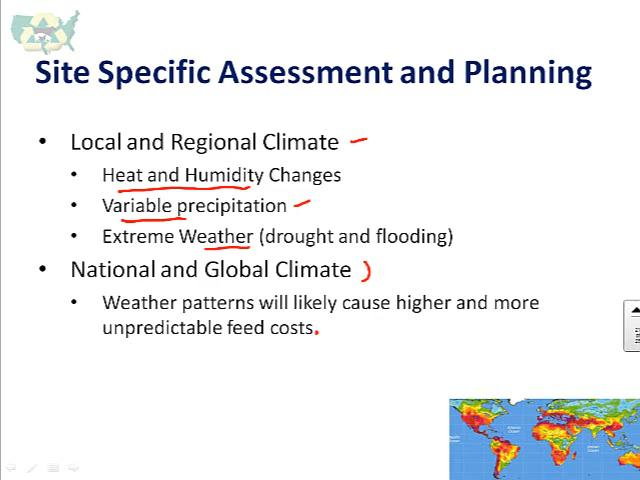 Site Specific Assessment and Planning
• Local and Regional Climate
• Heat and Humidity Changes
• Variable precipitation
• Extreme Weather (drought and flooding)
• National and Global Climate
• Weather patterns will likely cause higher and more
unpredictable feed costs.